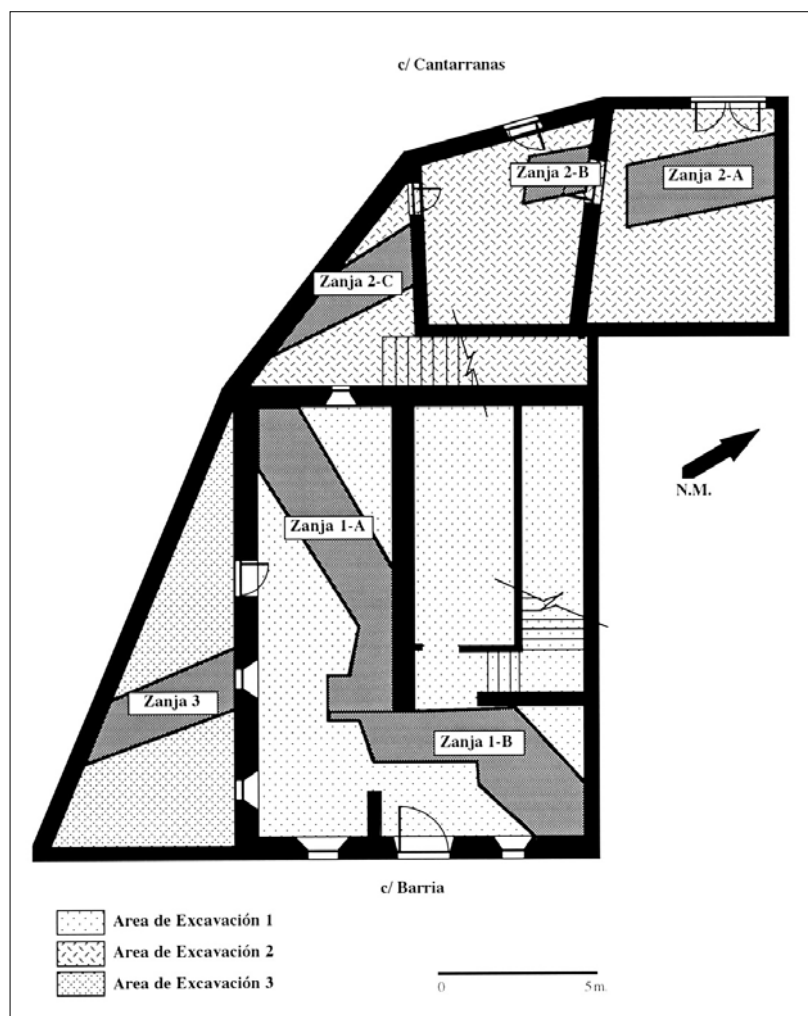 c/ Cantarranas
Zanja 2-B
Zanja 2-A
Zanja 2-C
Zanja 1-A
N.M.
Zanja 3
Zanja 1-B
c/ Barria
Area de Excavación 1
Area de Excavación 2
Area de Excavación 3
0 5m.